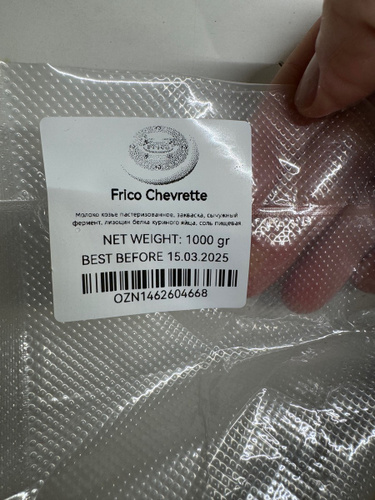 Frico Chevrette
Молоко козье пастеризованное, закваска, сычужный
фермент, лизоцим белка куриного яйца, соль пищевая
NET WEIGHT: 1000 gr
BEST BEFORE 15.03.2025
OZN1462604668